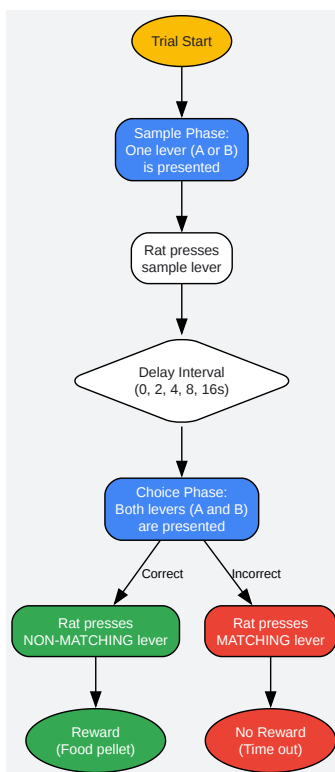 Trial Start
Sample Phase:
One lever (A or B)
is presented
Rat presses
sample lever
Delay Interval
(0, 2, 4, 8, 16s)
Choice Phase:
Both levers (A and B)
are presented
Correct
Incorrect
Rat presses
NON-MATCHING lever
Rat presses
MATCHING lever
Reward
(Food pellet)
No Reward
(Time out)